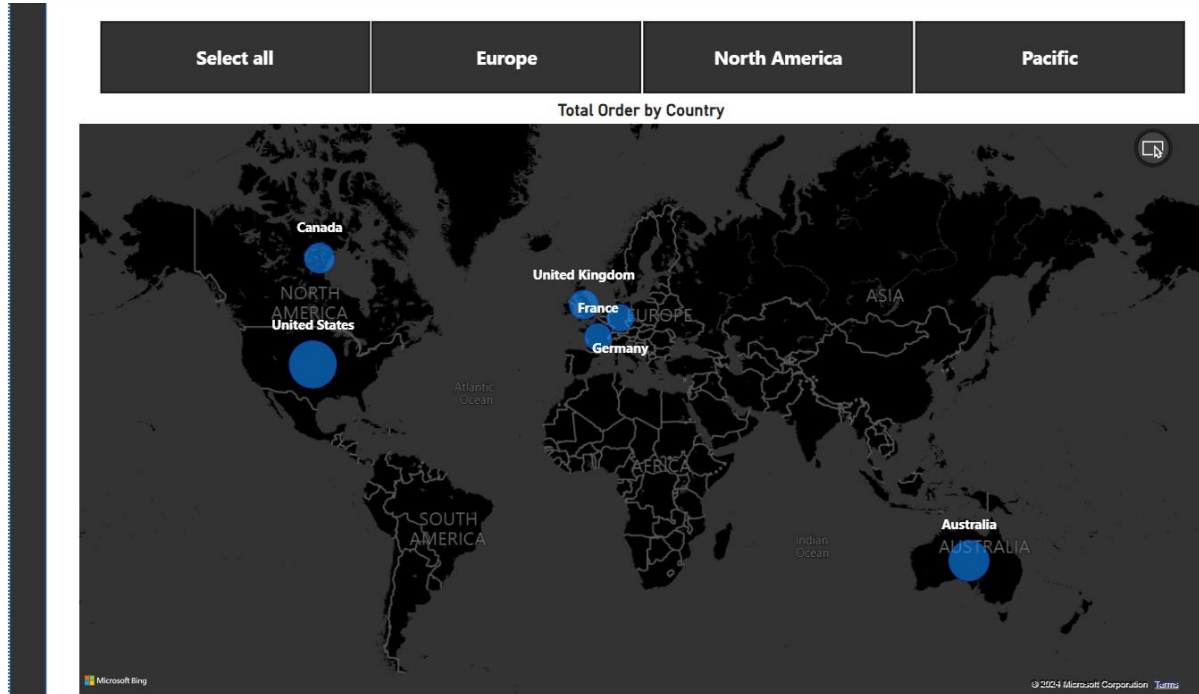 Select all
Europe
North America
Pacific
Total Order by Country
Canada
NORTH
AMERICA
United States
United Kingdom
France
EUROPE
Germany
ASIA
Atlantic
Ocean
AFRICA
SOUTH
AMERICA
Indian
Ocean
Australia
AUSTRALIA
Microsoft Bing
© 2024 Microsoft Corporation Terms